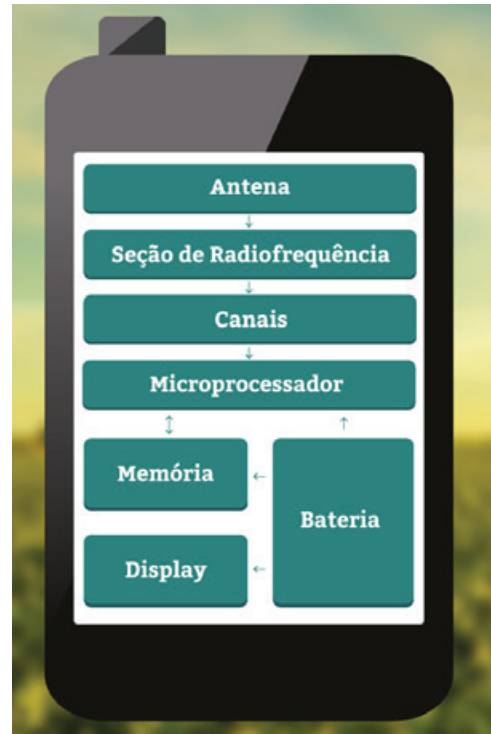 Antena
Seção de Radiofrequência
Canais
Microprocessador
Memória
Bateria
Display